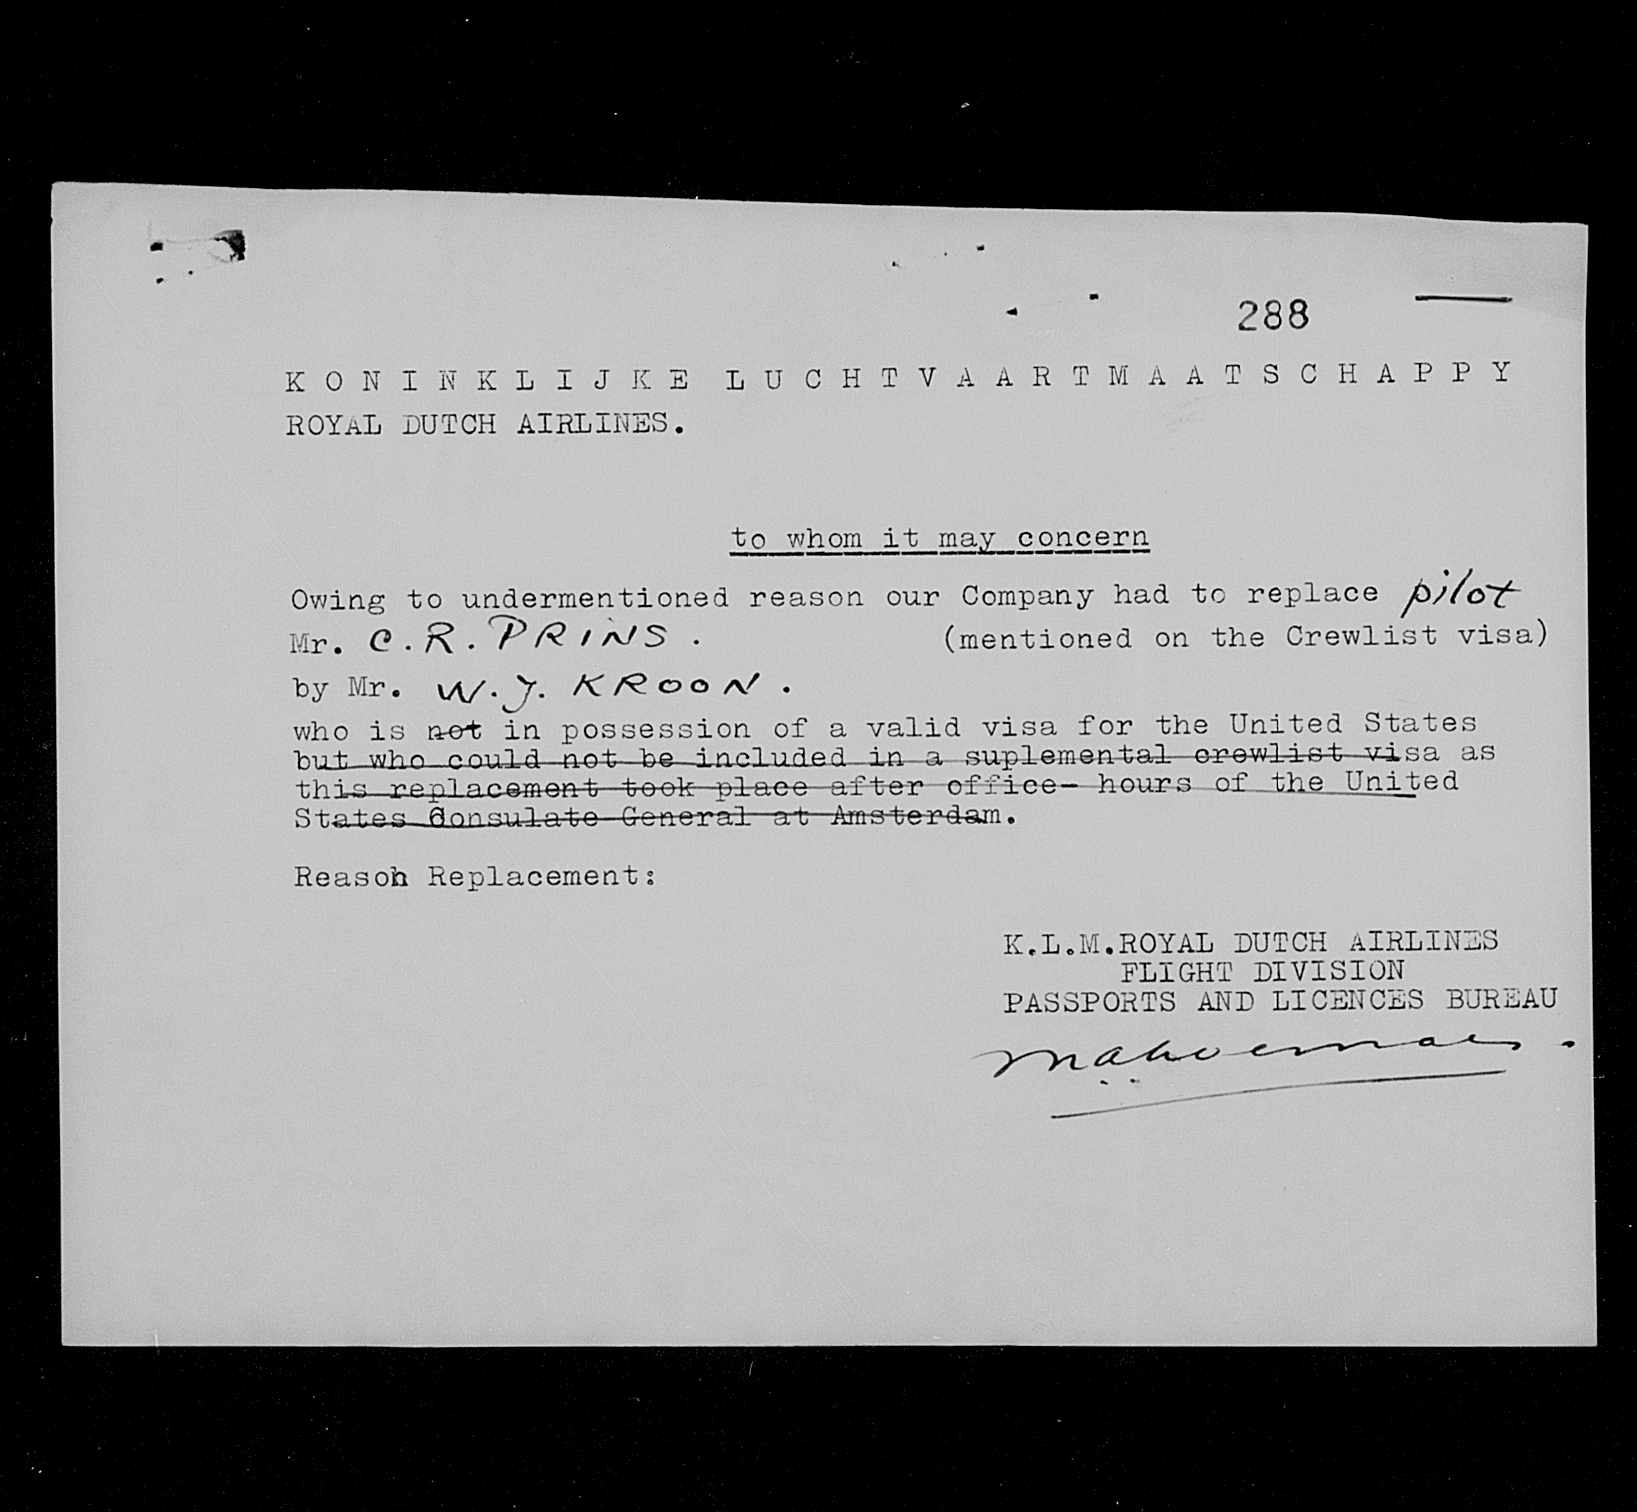 288
KONINKLIJKE LUCHTVAARTMAATSCHAPPY
ROYAL DUTCH AIRLINES.
to whom it may concern
Owing to undermentioned reason our Company had to replace pilot
Mr. C.R. PRINS. (mentioned on the Crewlist visa)
by Mr. W.J. KROON.
who is not in possession of a valid visa for the United States
but who could not be included in a suplemental crewlist visa as
this replacement took place after office- hours of the United
States Consulate General at Amsterdam.
Reason Replacement:
K.L.M.ROYAL DUTCH AIRLINES
FLIGHT DIVISION
PASSPORTS AND LICENCES BUREAU